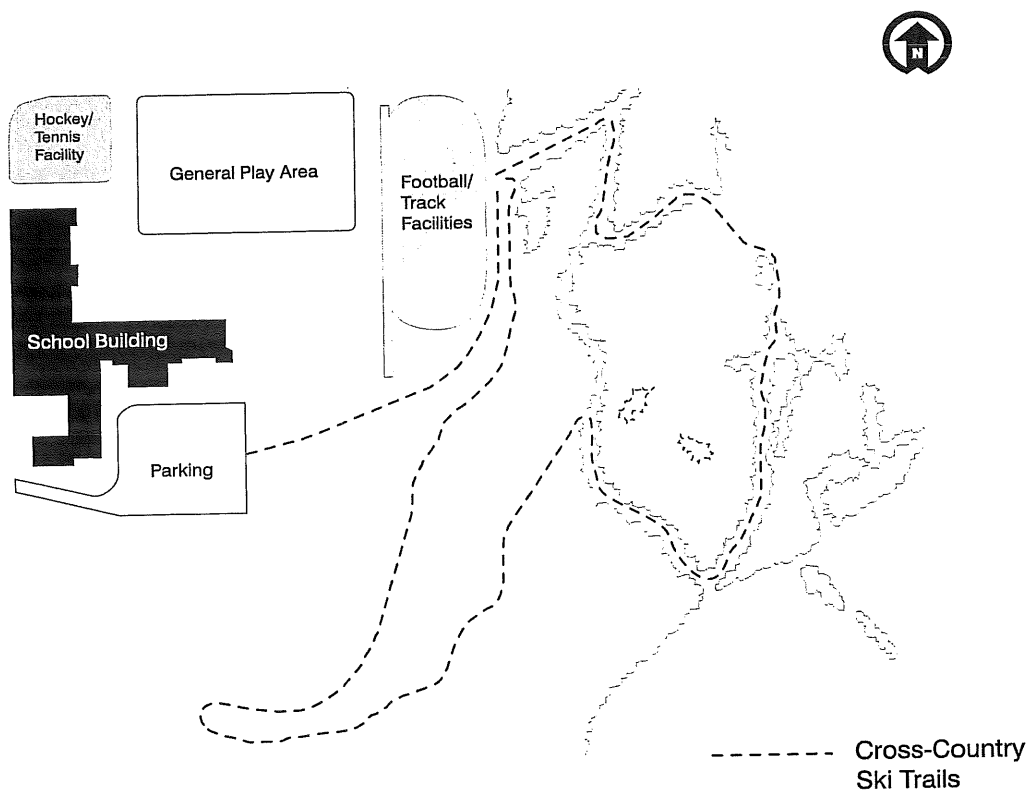 N
Hockey/
Tennis
Facility
General Play Area
Football/
Track
Facilities
School Building
Parking
Cross-Country
Ski Trails